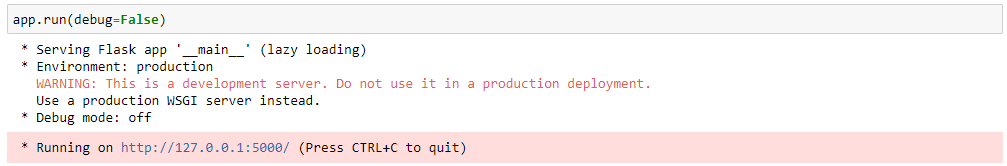 app.run(debug=False)
* Serving Flask app '__main__' (lazy loading)
* Environment: production
WARNING: This is a development server. Do not use it in a production deployment.
Use a production WSGI server instead.
* Debug mode: off
* Running on http://127.0.0.1:5000/ (Press CTRL+C to quit)